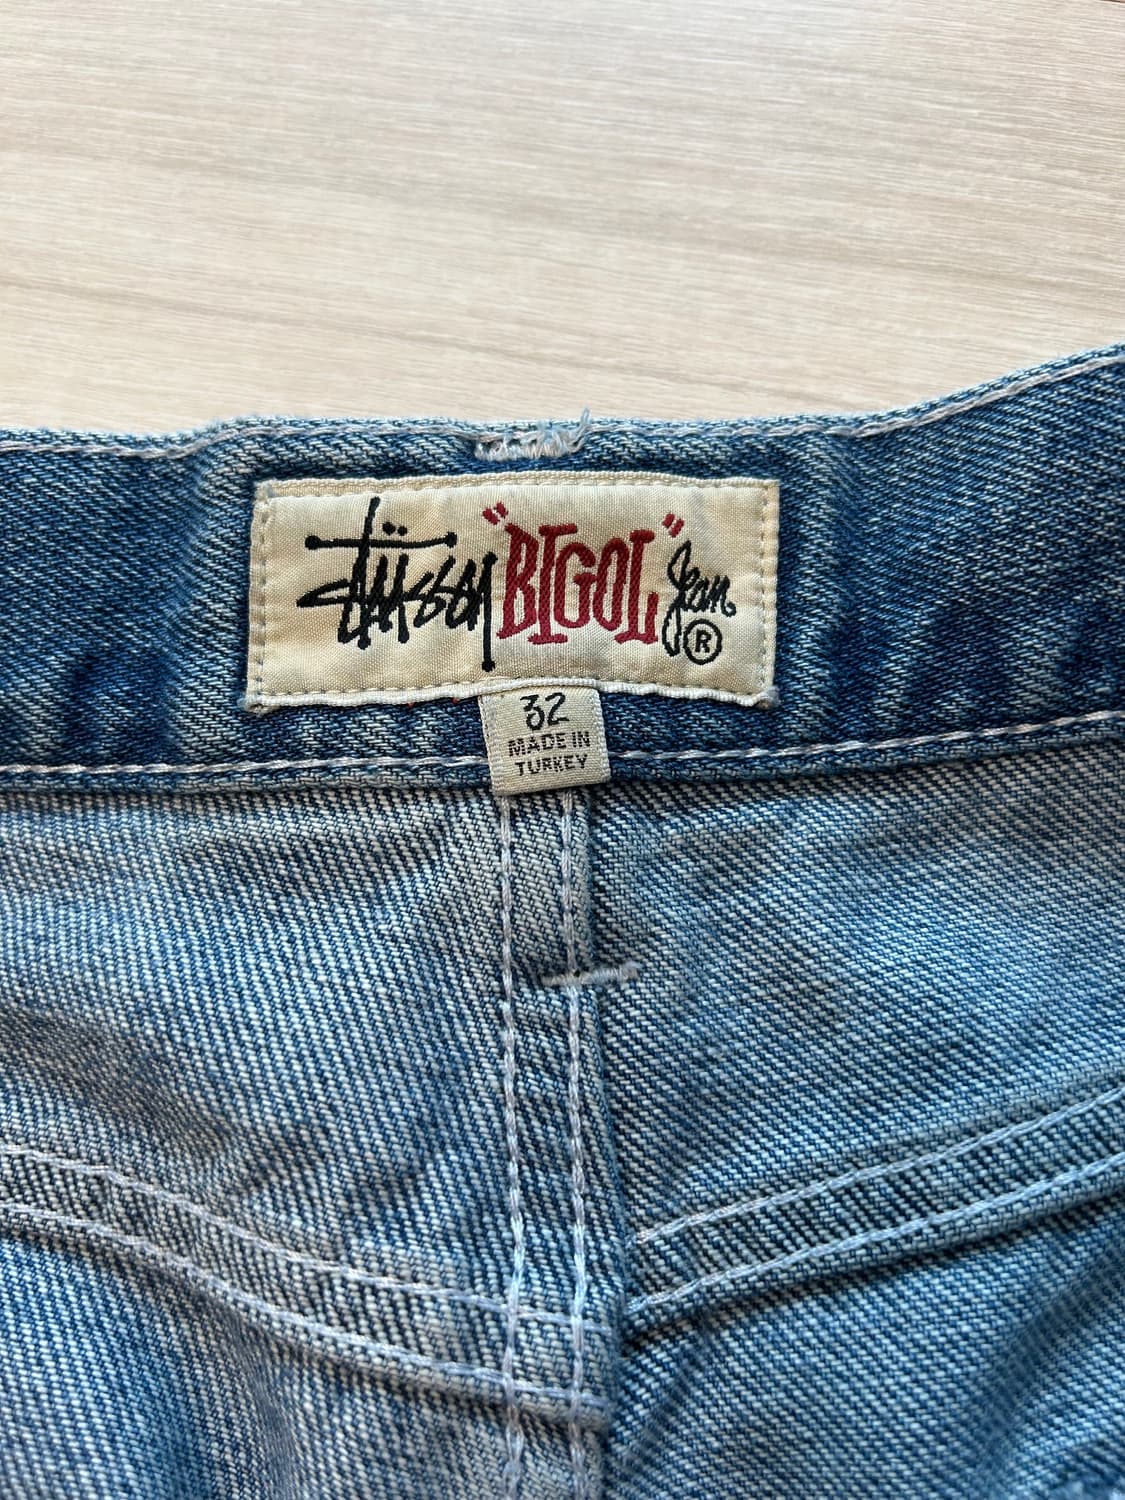 Stüssy "BIGOL" Jean ®
32
MADE IN
TURKEY